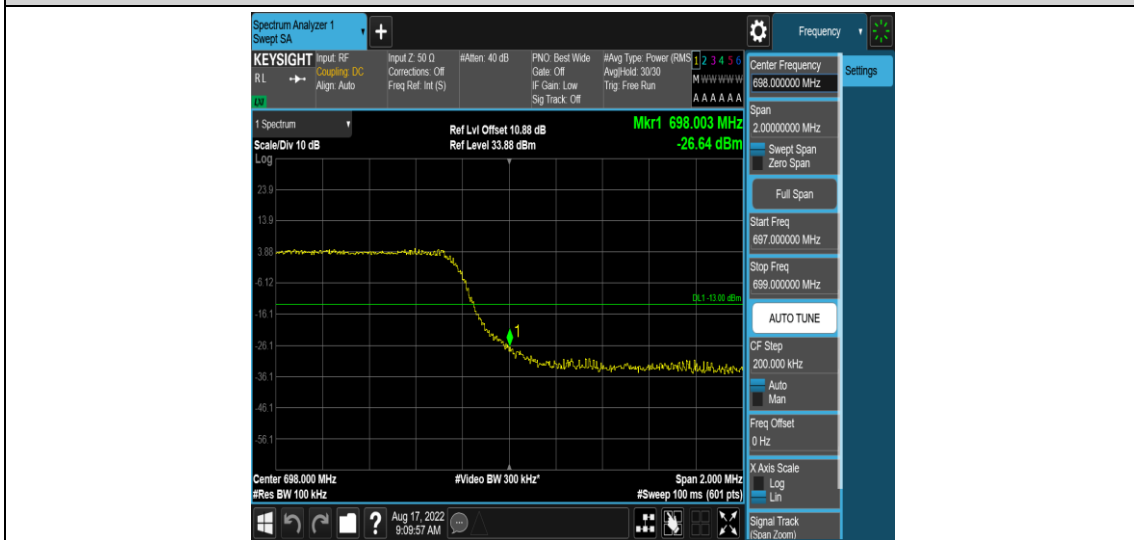 Spectrum Analyzer 1
Swept SA
+
Frequency
KEYSIGHT
RL
LXI
Input: RF
Coupling: DC
Align: Auto
Input Z: 50 Ω
Corrections: Off
Freq Ref: Int (S)
#Atten: 40 dB
PNO: Best Wide
Gate: Off
IF Gain: Low
Sig Track: Off
#Avg Type: Power (RMS
Avg|Hold: 30/30
Trig: Free Run
1 2 3 4 5 6
M W W W W W
A A A A A A
1 Spectrum
Scale/Div 10 dB
Log
Ref Lvl Offset 10.88 dB
Ref Level 33.88 dBm
Mkr1 698.003 MHz
-26.64 dBm
23.9
13.9
3.88
-6.12
-16.1
-26.1
-36.1
-46.1
-56.1
DL1 -13.00 dBm
1
Center 698.000 MHz
#Res BW 100 kHz
#Video BW 300 kHz*
Span 2.000 MHz
#Sweep 100 ms (601 pts)
Center Frequency
698.000000 MHz
Settings
Span
2.00000000 MHz
Swept Span
Zero Span
Full Span
Start Freq
697.000000 MHz
Stop Freq
699.000000 MHz
AUTO TUNE
CF Step
200.000 kHz
Auto
Man
Freq Offset
0 Hz
X Axis Scale
Log
Lin
Signal Track
(Span Zoom)
?
Aug 17, 2022
9:09:57 AM